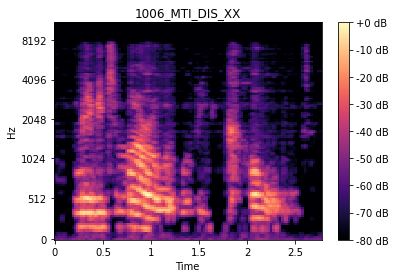 1006_MTI_DIS_XX
+0 dB
8192
-10 dB
4096
-20 dB
-30 dB
2048
Hz
-40 dB
1024
-50 dB
512
-60 dB
-70 dB
0
-80 dB
0 0.5 1 1.5 2 2.5
Time